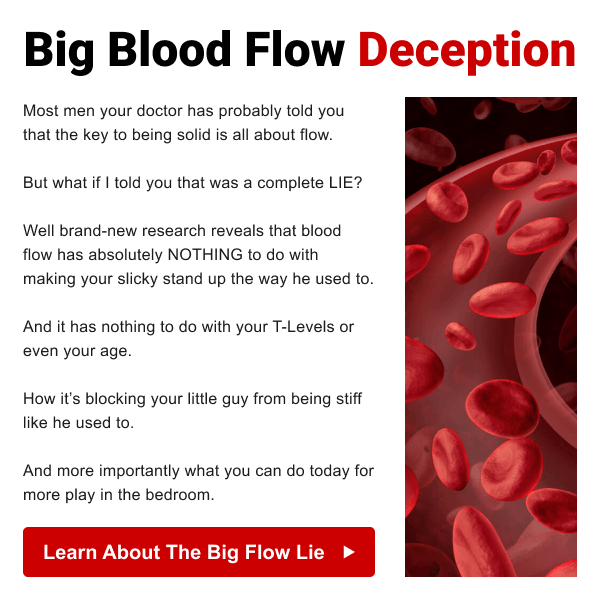 Big Blood Flow Deception
Most men your doctor has probably told you
that the key to being solid is all about flow.
But what if I told you that was a complete LIE?
Well brand-new research reveals that blood
flow has absolutely NOTHING to do with
making your slicky stand up the way he used to.
And it has nothing to do with your T-Levels or
even your age.
How it’s blocking your little guy from being stiff
like he used to.
And more importantly what you can do today for
more play in the bedroom.
Learn About The Big Flow Lie